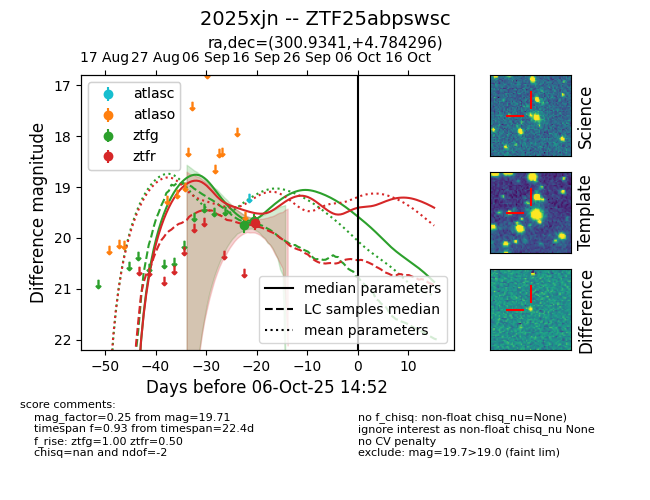 2025xjn -- ZTF25abpswsc
ra,dec=(300.9341,+4.784296)
17 Aug 27 Aug 06 Sep 16 Sep 26 Sep 06 Oct 16 Oct
17
18
19
20
21
22
Difference magnitude
atlasc
atlaso
ztfg
ztfr
median parameters
LC samples median
mean parameters
−50 −40 −30 −20 −10 0 10
Days before 06-Oct-25 14:52
Science
Template
Difference
score comments:
mag_factor=0.25 from mag=19.71
timespan f=0.93 from timespan=22.4d
f_rise: ztfg=1.00 ztfr=0.50
chisq=nan and ndof=-2
no f_chisq: non-float chisq_nu=None)
ignore interest as non-float chisq_nu None
no CV penalty
exclude: mag=19.7>19.0 (faint lim)